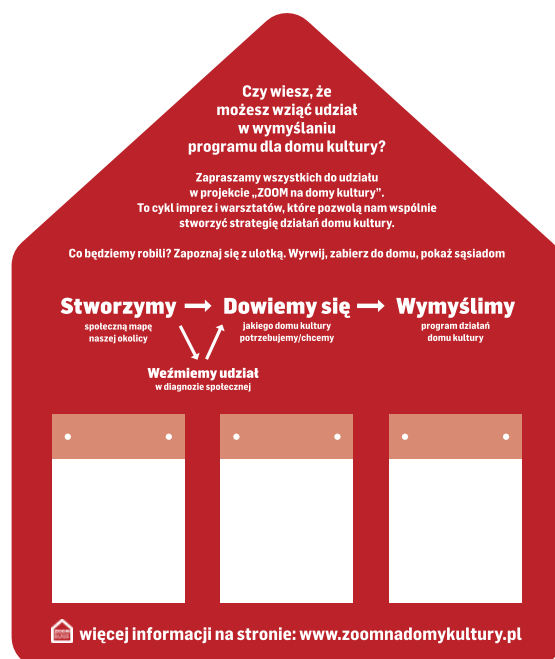 Czy wiesz, że
możesz wziąć udział
w wymyślaniu
programu dla domu kultury?
Zapraszamy wszystkich do udziału
w projekcie „ZOOM na domy kultury”.
To cykl imprez i warsztatów, które pozwolą nam wspólnie
stworzyć strategię działań domu kultury.
Co będziemy robili? Zapoznaj się z ulotką. Wyrwij, zabierz do domu, pokaż sąsiadom
Stworzymy
społeczną mapę
naszej okolicy
Dowiemy się
jakiego domu kultury
potrzebujemy/chcemy
Wymyślimy
program działań
domu kultury
Weźmiemy udział
w diagnozie społecznej
ZOOM
więcej informacji na stronie: www.zoomnadomykultury.pl